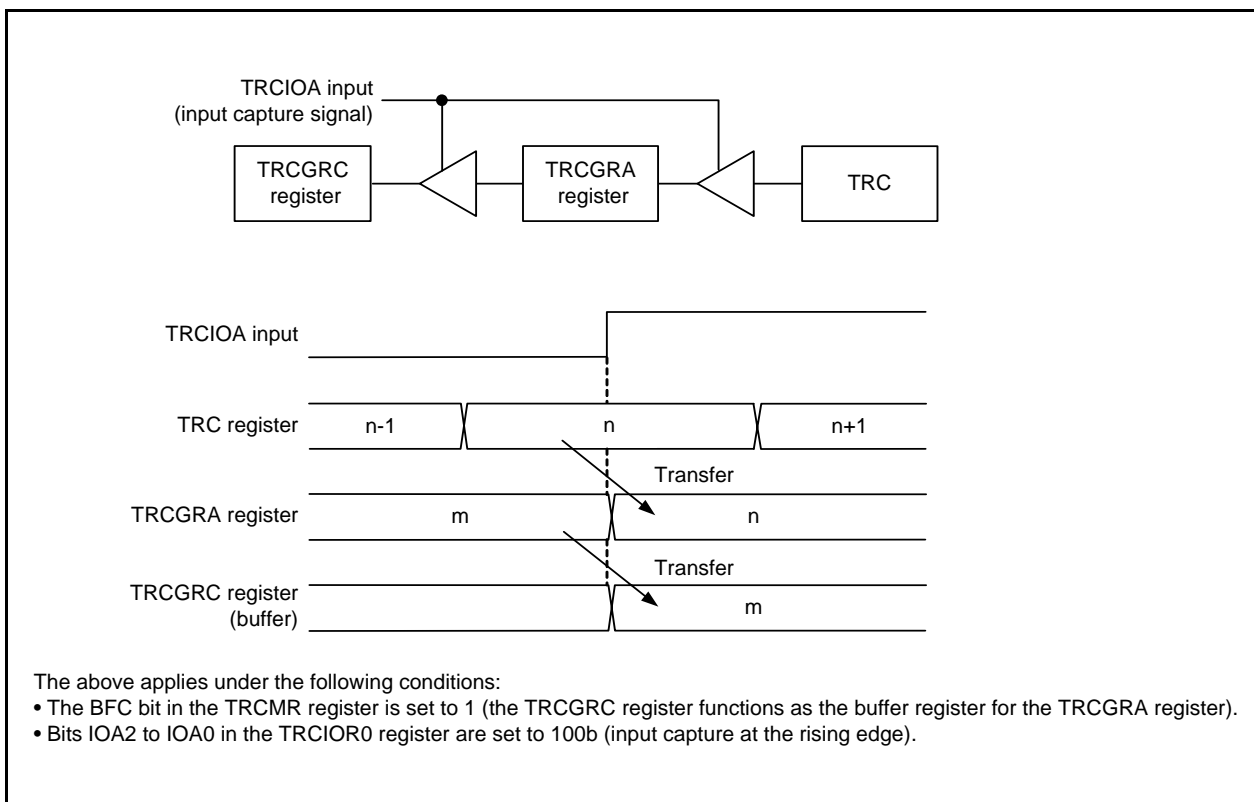 TRCIOA input
(input capture signal)
TRCGRC
register
TRCGRA
register
TRC
TRCIOA input
TRC register
n-1
n
n+1
Transfer
TRCGRA register
m
n
Transfer
TRCGRC register
(buffer)
m
The above applies under the following conditions:
• The BFC bit in the TRCMR register is set to 1 (the TRCGRC register functions as the buffer register for the TRCGRA register).
• Bits IOA2 to IOA0 in the TRCIOR0 register are set to 100b (input capture at the rising edge).